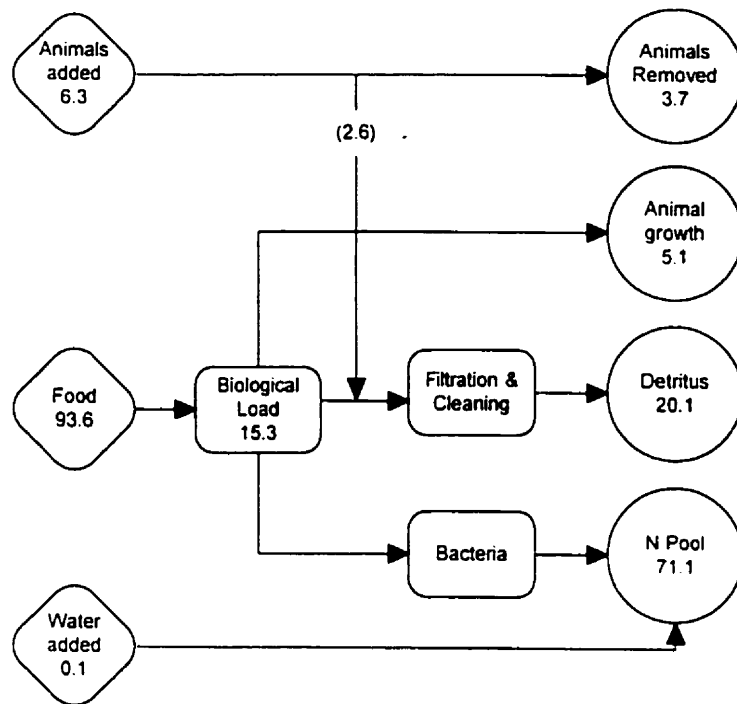 Animals
added
6.3
Animals
Removed
3.7
(2.6)
Animal
growth
5.1
Food
93.6
Biological
Load
15.3
Filtration &
Cleaning
Detritus
20.1
Bacteria
N Pool
71.1
Water
added
0.1